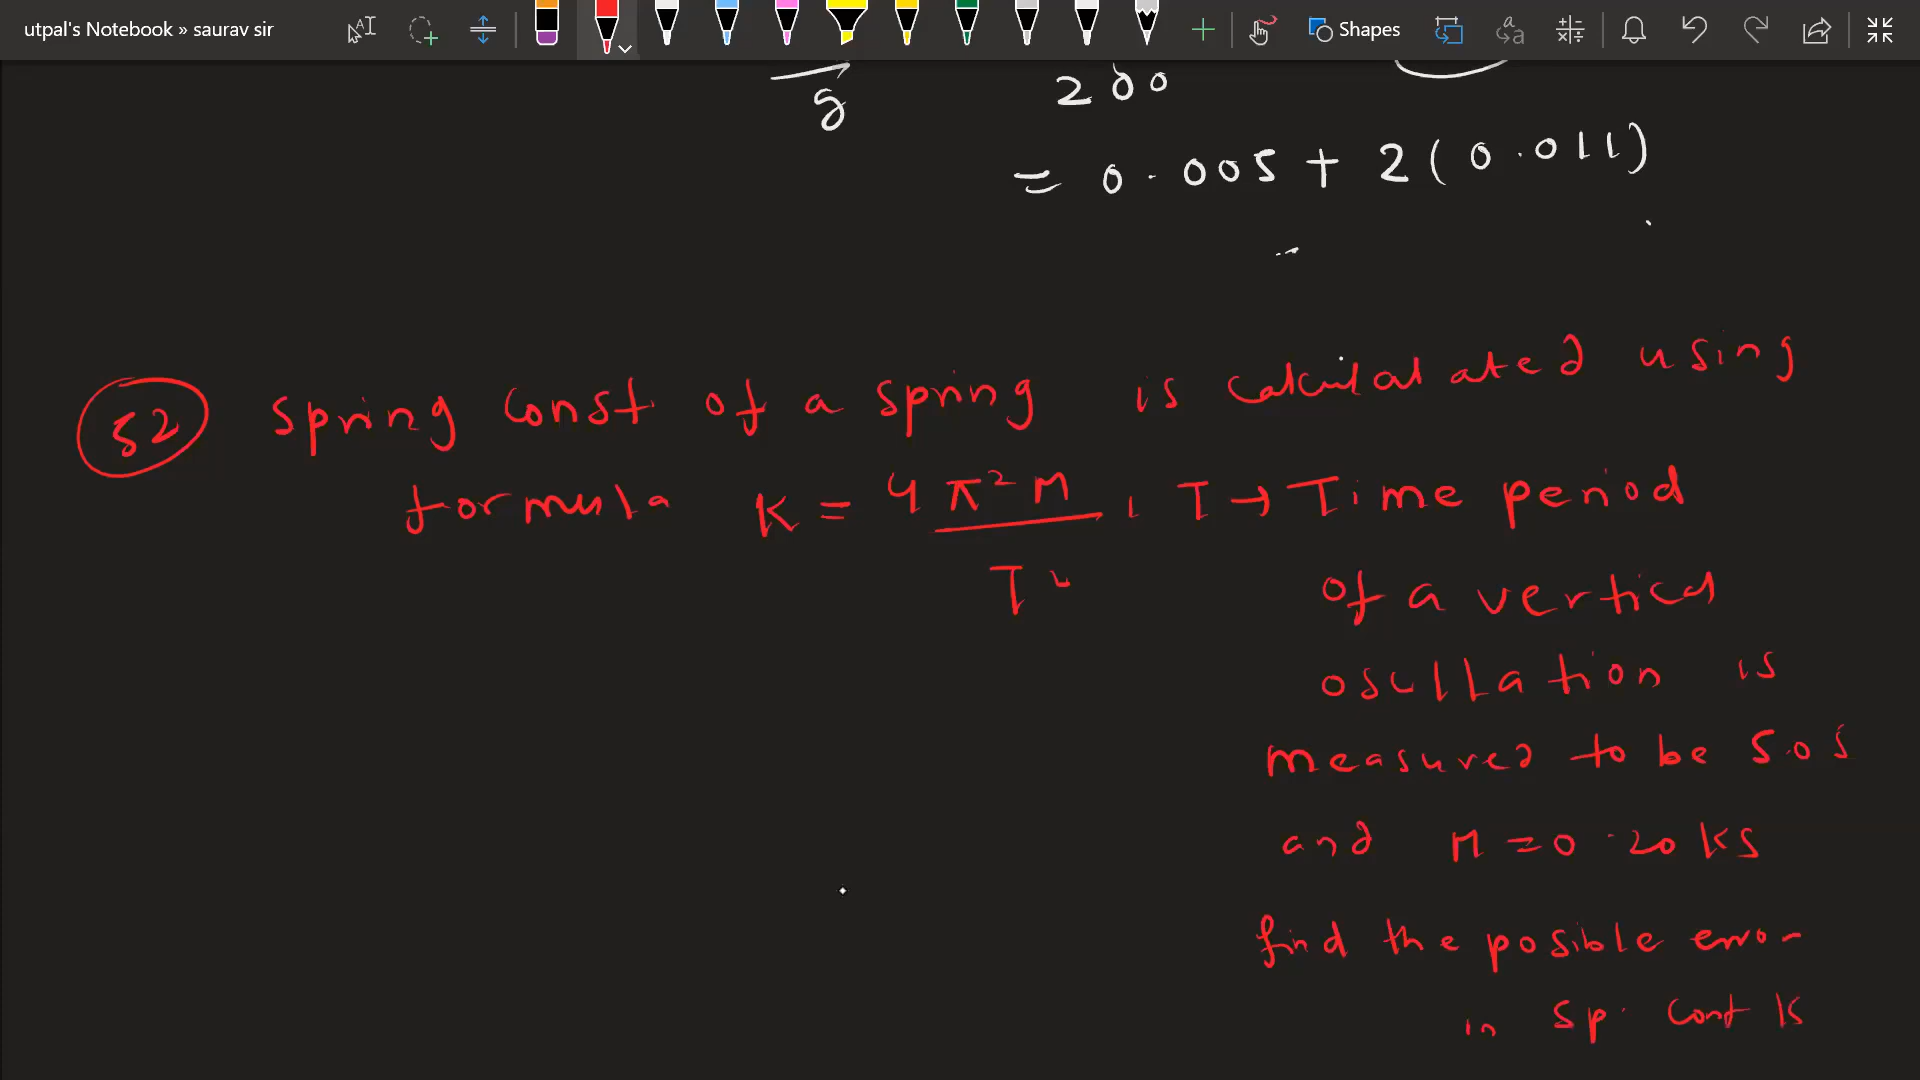 utpal's Notebook » saurav sir
Shapes
g
200
= 0.005 + 2(0.011)
52 Spring const. of a spring is calculated using
formula K = 4π²M / T², T → Time period
of a vertical
oscillation is
measured to be 5.0s
and M = 0.20 kg
find the posible error
in sp. cont K